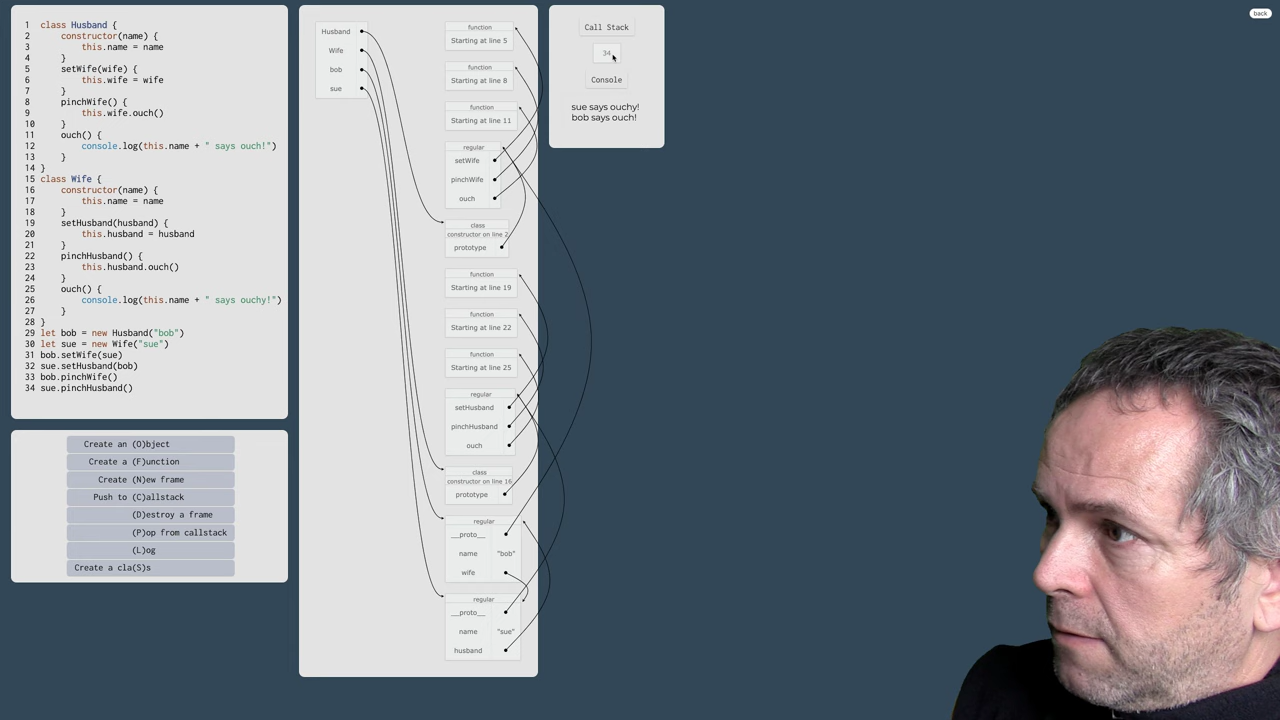 1 class Husband {
2 constructor(name) {
3 this.name = name
4 }
5 setWife(wife) {
6 this.wife = wife
7 }
8 pinchWife() {
9 this.wife.ouch()
10 }
11 ouch() {
12 console.log(this.name + " says ouch!")
13 }
14 }
15 class Wife {
16 constructor(name) {
17 this.name = name
18 }
19 setHusband(husband) {
20 this.husband = husband
21 }
22 pinchHusband() {
23 this.husband.ouch()
24 }
25 ouch() {
26 console.log(this.name + " says ouchy!")
27 }
28 }
29 let bob = new Husband("bob")
30 let sue = new Wife("sue")
31 bob.setWife(sue)
32 sue.setHusband(bob)
33 bob.pinchWife()
34 sue.pinchHusband()
Create an (O)bject
Create a (F)unction
Create (N)ew frame
Push to (C)allstack
(D)estroy a frame
(P)op from callstack
(L)og
Create a cla(S)s
Husband
Wife
bob
sue
function
Starting at line 5
function
Starting at line 8
function
Starting at line 11
regular
setWife
pinchWife
ouch
class
constructor on line 2
prototype
function
Starting at line 19
function
Starting at line 22
function
Starting at line 25
regular
setHusband
pinchHusband
ouch
class
constructor on line 16
prototype
regular
__proto__
name "bob"
wife
regular
__proto__
name "sue"
husband
Call Stack
34
Console
sue says ouchy!
bob says ouch!
back